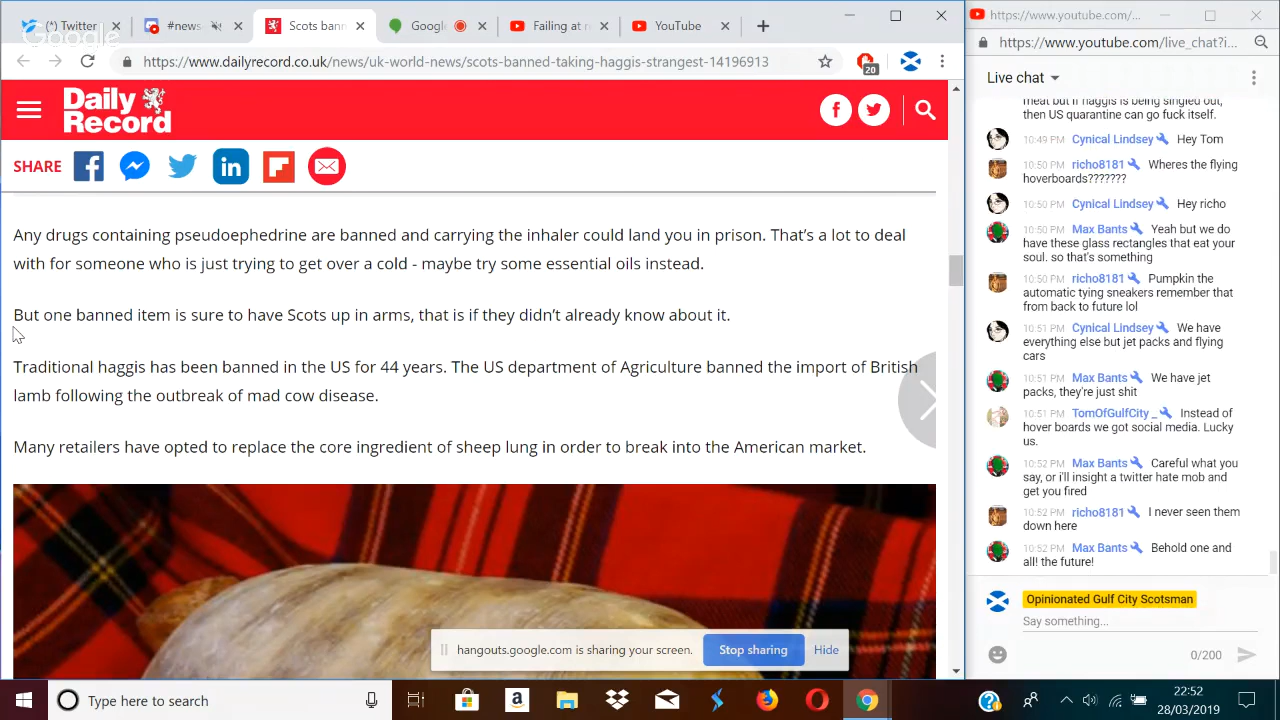 (*) Twitter
#news
Scots bann
Googl
Failing at re
YouTube
Google
https://www.dailyrecord.co.uk/news/uk-world-news/scots-banned-taking-haggis-strangest-14196913
20
Daily
Record
SHARE
Any drugs containing pseudoephedrine are banned and carrying the inhaler could land you in prison. That's a lot to deal
with for someone who is just trying to get over a cold - maybe try some essential oils instead.
But one banned item is sure to have Scots up in arms, that is if they didn't already know about it.
Traditional haggis has been banned in the US for 44 years. The US department of Agriculture banned the import of British
lamb following the outbreak of mad cow disease.
Many retailers have opted to replace the core ingredient of sheep lung in order to break into the American market.
hangouts.google.com is sharing your screen.
Stop sharing
Hide
https://www.youtube.com/...
https://www.youtube.com/live_chat?i...
Live chat
meat but if haggis is being singled out,
then US quarantine can go fuck itself.
10:49 PM Cynical Lindsey Hey Tom
10:50 PM richo8181 Wheres the flying
hoverboards???????
10:50 PM Cynical Lindsey Hey richo
10:50 PM Max Bants Yeah but we do
have these glass rectangles that eat your
soul. so that's something
10:50 PM richo8181 Pumpkin the
automatic tying sneakers remember that
from back to future lol
10:51 PM Cynical Lindsey We have
everything else but jet packs and flying
cars
10:51 PM Max Bants We have jet
packs, they're just shit
10:51 PM TomOfGulfCity _ Instead of
hover boards we got social media. Lucky
us.
10:52 PM Max Bants Careful what you
say, or i'll insight a twitter hate mob and
get you fired
10:52 PM richo8181 I never seen them
down here
10:52 PM Max Bants Behold one and
all! the future!
Opinionated Gulf City Scotsman
Say something...
0/200
Type here to search
22:52
28/03/2019